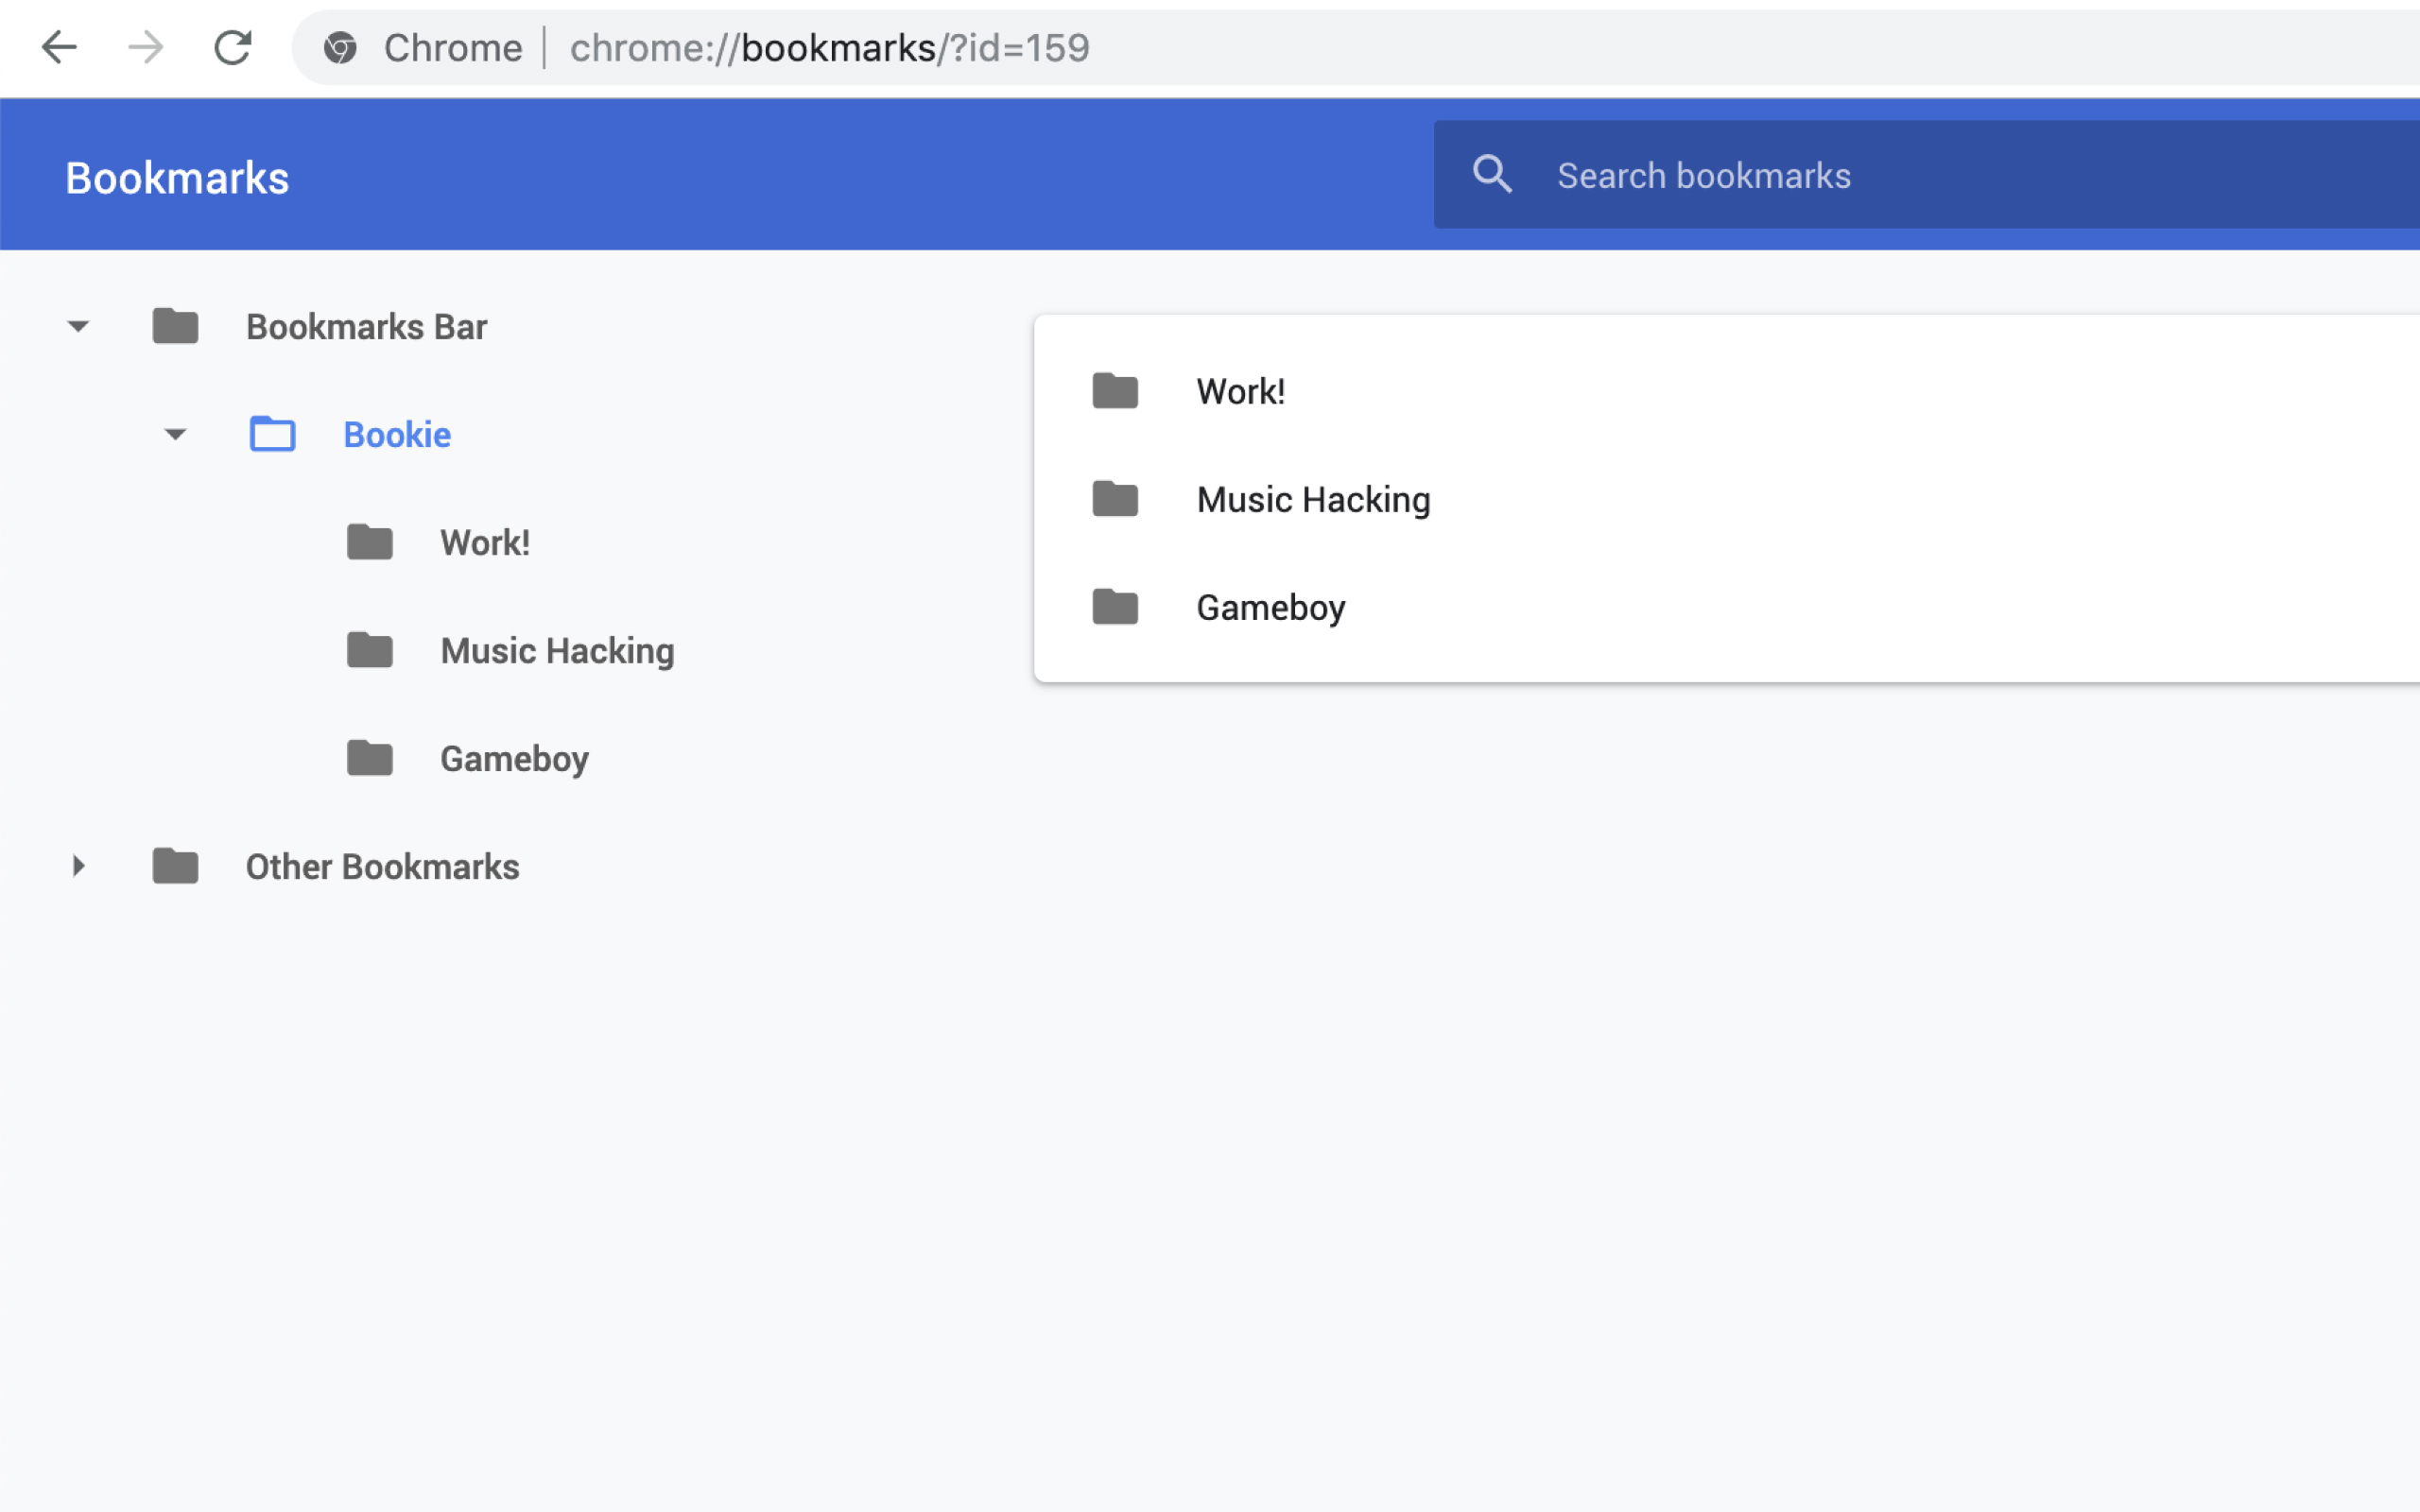 Chrome | chrome://bookmarks/?id=159
Bookmarks
Search bookmarks
Bookmarks Bar
Bookie
Work!
Music Hacking
Gameboy
Other Bookmarks
Work!
Music Hacking
Gameboy